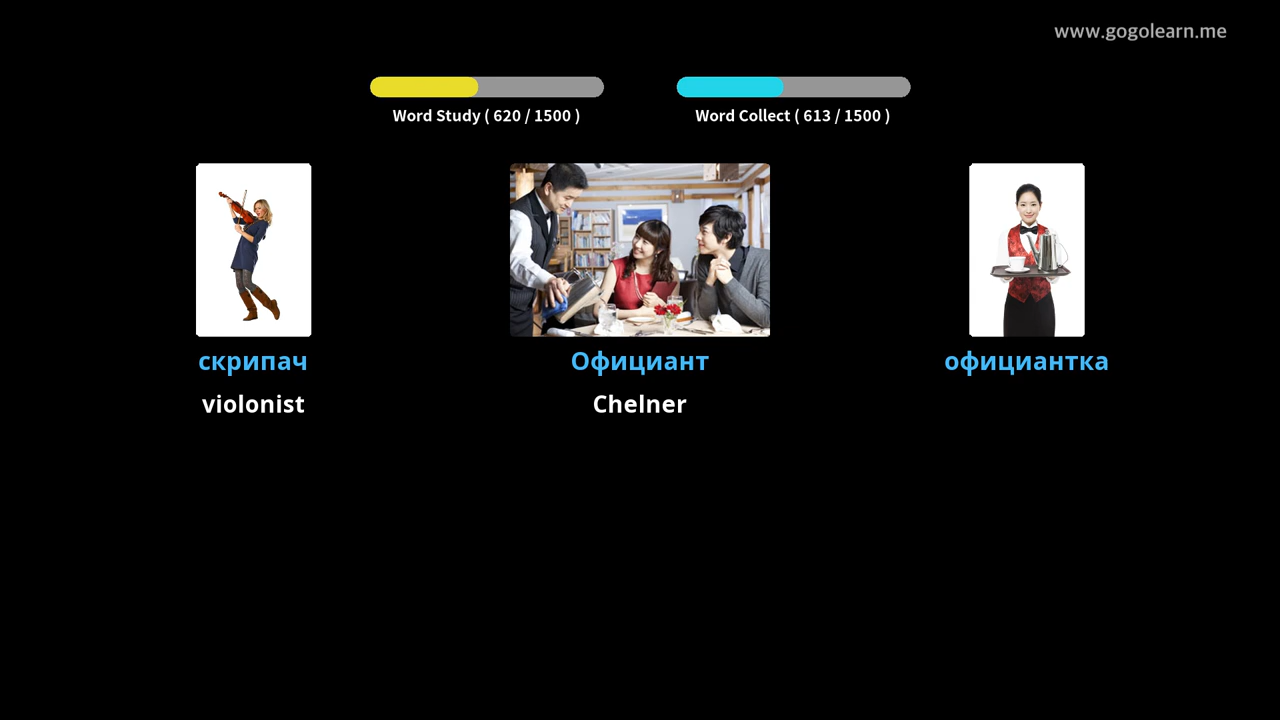 www.gogolearn.me
Word Study ( 620 / 1500 )
Word Collect ( 613 / 1500 )
скрипач
Официант
официантка
violonist
Chelner